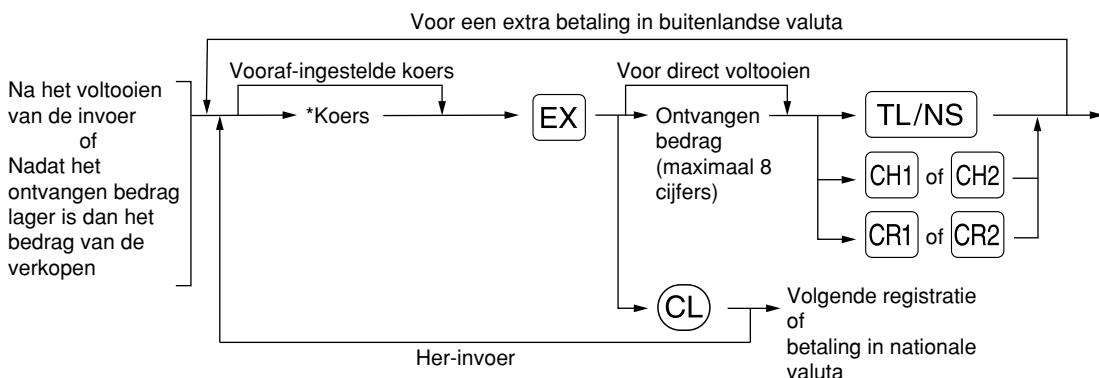 Voor een extra betaling in buitenlandse valuta
Na het voltooien
van de invoer
of
Nadat het
ontvangen bedrag
lager is dan het
bedrag van de
verkopen
Vooraf-ingestelde koers
*Koers
EX
Voor direct voltooien
Ontvangen
bedrag
(maximaal 8
cijfers)
TL/NS
CH1 of CH2
CR1 of CR2
CL
Volgende registratie
of
betaling in nationale
valuta
Her-invoer